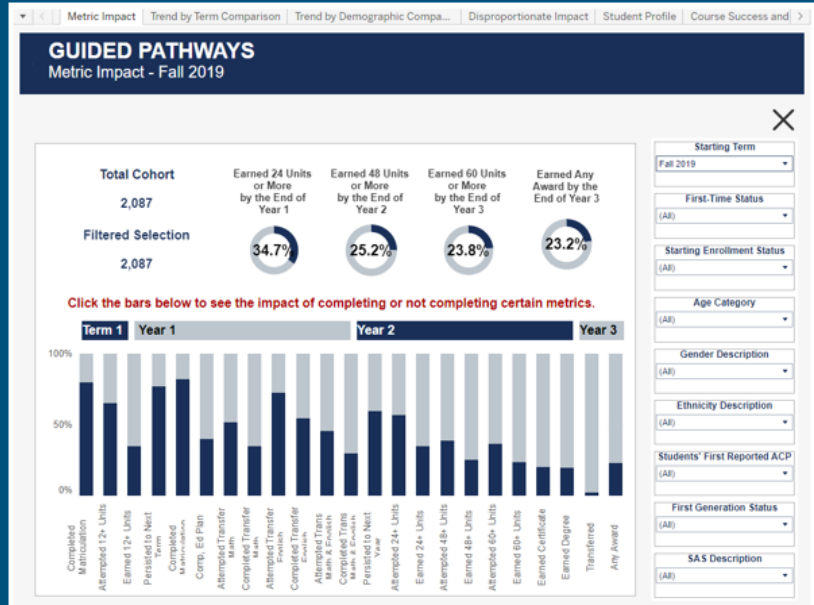 Metric Impact
Trend by Term Comparison
Trend by Demographic Compa...
Disproportionate Impact
Student Profile
Course Success and
GUIDED PATHWAYS
Metric Impact - Fall 2019
Total Cohort
2,087
Filtered Selection
2,087
Earned 24 Units
or More
by the End of
Year 1
34.7%
Earned 48 Units
or More
by the End of
Year 2
25.2%
Earned 60 Units
or More
by the End of
Year 3
23.8%
Earned Any
Award by the
End of Year 3
23.2%
Click the bars below to see the impact of completing or not completing certain metrics.
Term 1
Year 1
Year 2
Year 3
100%
50%
0%
Completed
Matriculation
Attempted 12+ Units
Earned 12+ Units
Persisted to Next
Term
Completed
Matriculation
Comp, Ed Plan
Attempted Transfer
Math
Completed Transfer
Math
Attempted Transfer
English
Completed Transfer
English
Attempted Trans
Math & English
Completed Trans
Math & English
Persisted to Next
Year
Attempted 24+ Units
Earned 24+ Units
Attempted 48+ Units
Earned 48+ Units
Attempted 60+ Units
Earned 60+ Units
Earned Certificate
Earned Degree
Transferred
Any Award
Starting Term
Fall 2019
First-Time Status
(All)
Starting Enrollment Status
(All)
Age Category
(All)
Gender Description
(All)
Ethnicity Description
(All)
Students' First Reported ACP
(All)
First Generation Status
(All)
SAS Description
(All)